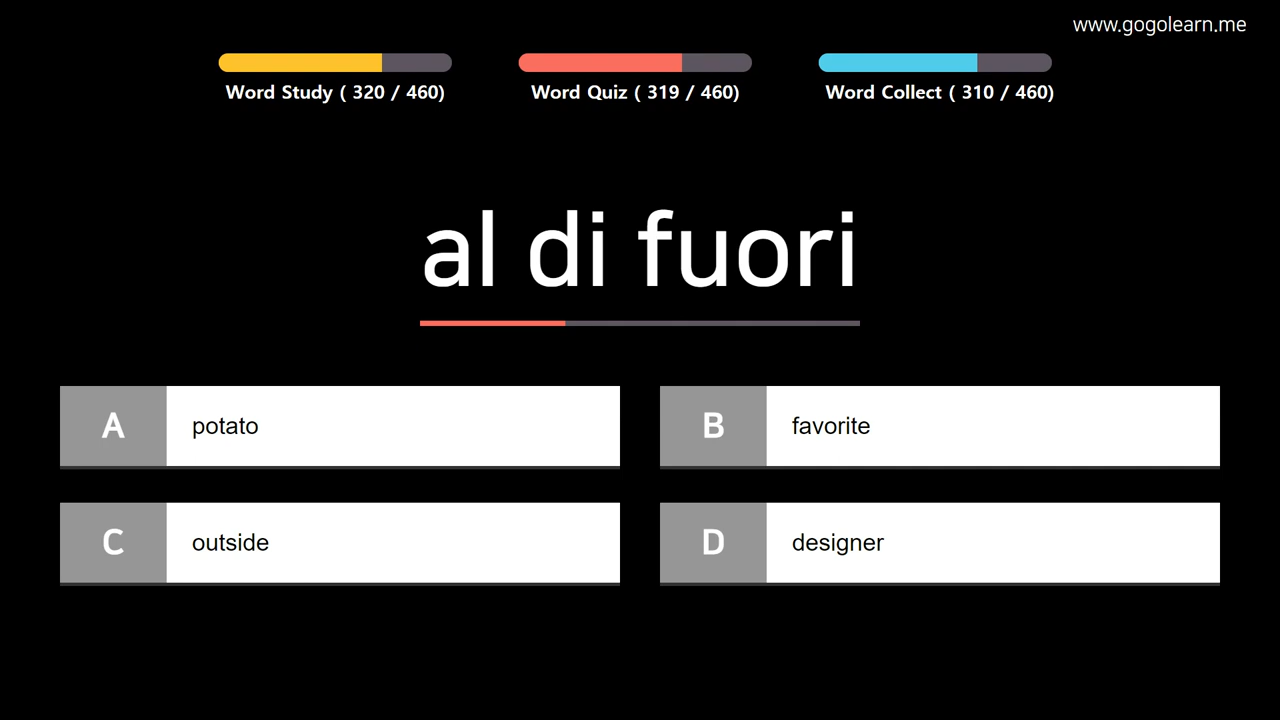 www.gogolearn.me
Word Study ( 320 / 460)
Word Quiz ( 319 / 460)
Word Collect ( 310 / 460)
al di fuori
A potato
B favorite
C outside
D designer